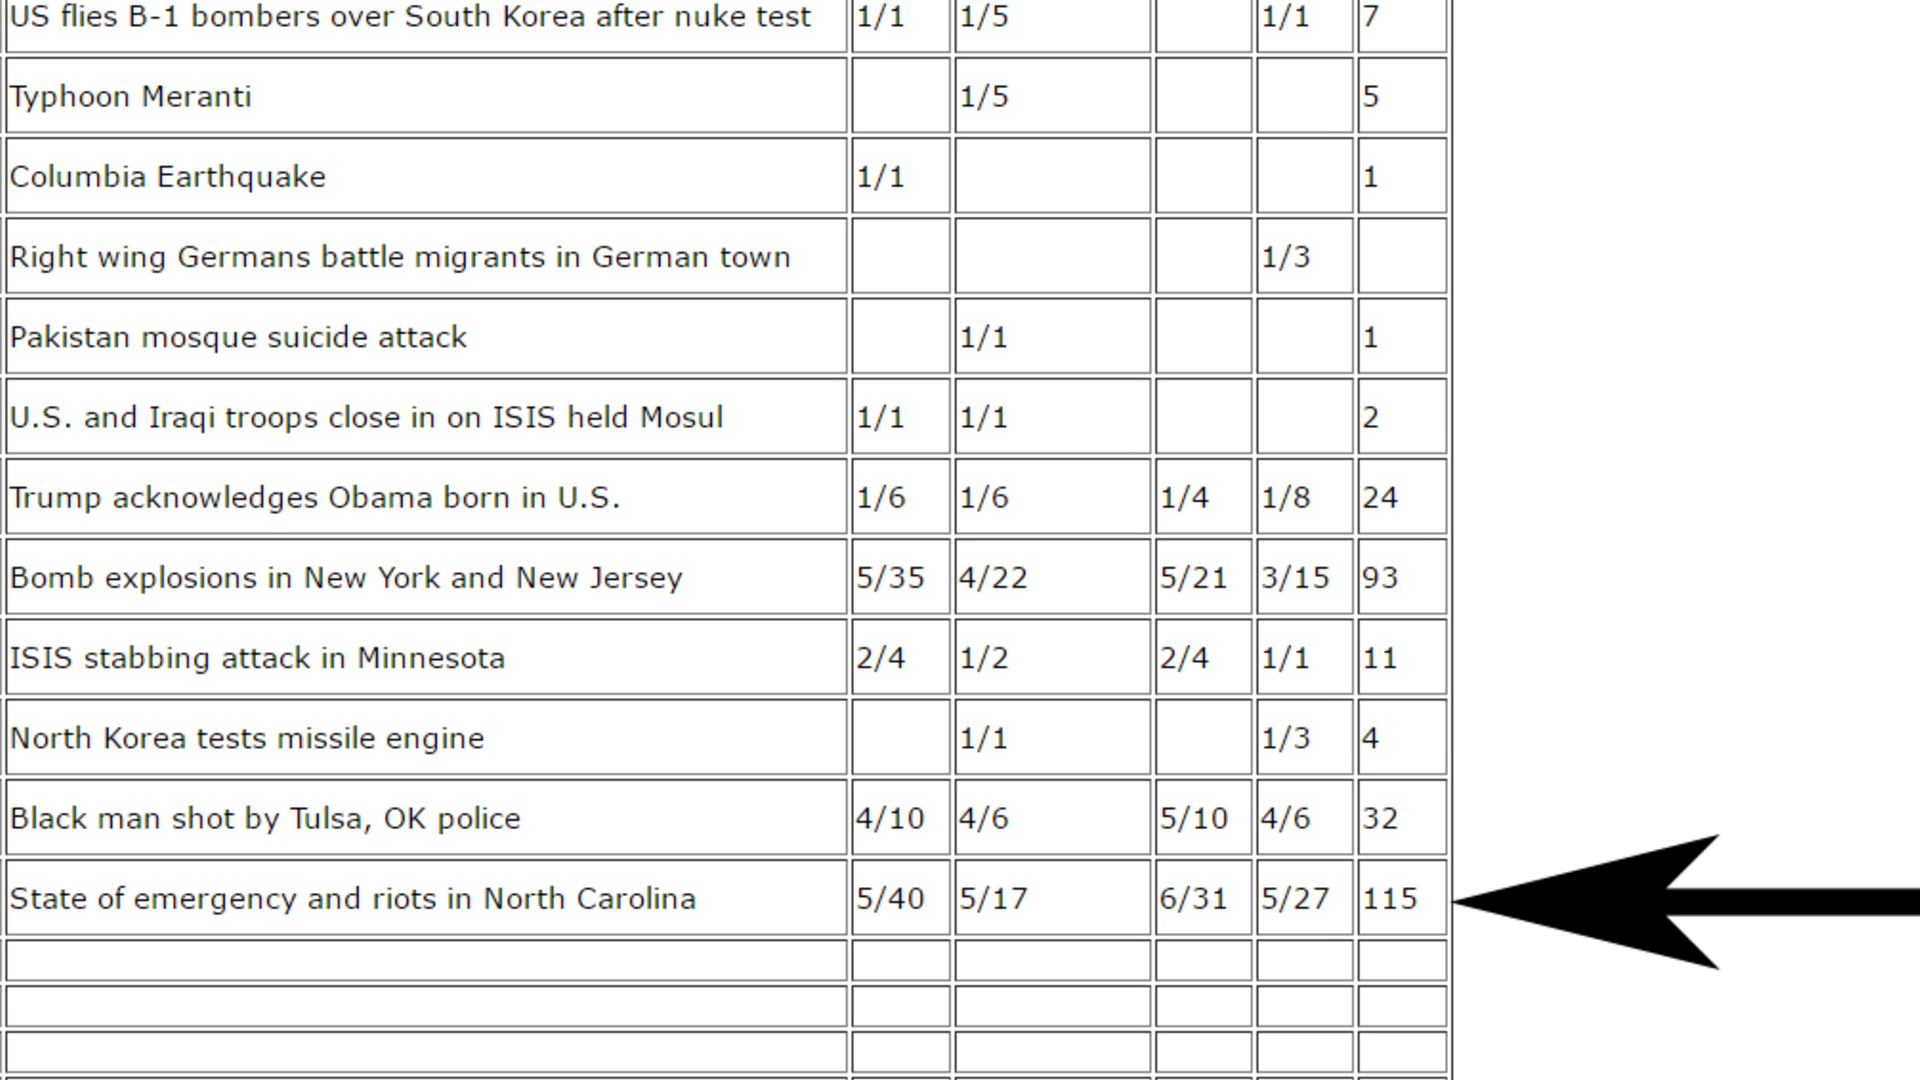 US flies B-1 bombers over South Korea after nuke test 1/1 1/5 1/1 7
Typhoon Meranti 1/5 5
Columbia Earthquake 1/1 1
Right wing Germans battle migrants in German town 1/3
Pakistan mosque suicide attack 1/1 1
U.S. and Iraqi troops close in on ISIS held Mosul 1/1 1/1 2
Trump acknowledges Obama born in U.S. 1/6 1/6 1/4 1/8 24
Bomb explosions in New York and New Jersey 5/35 4/22 5/21 3/15 93
ISIS stabbing attack in Minnesota 2/4 1/2 2/4 1/1 11
North Korea tests missile engine 1/1 1/3 4
Black man shot by Tulsa, OK police 4/10 4/6 5/10 4/6 32
State of emergency and riots in North Carolina 5/40 5/17 6/31 5/27 115